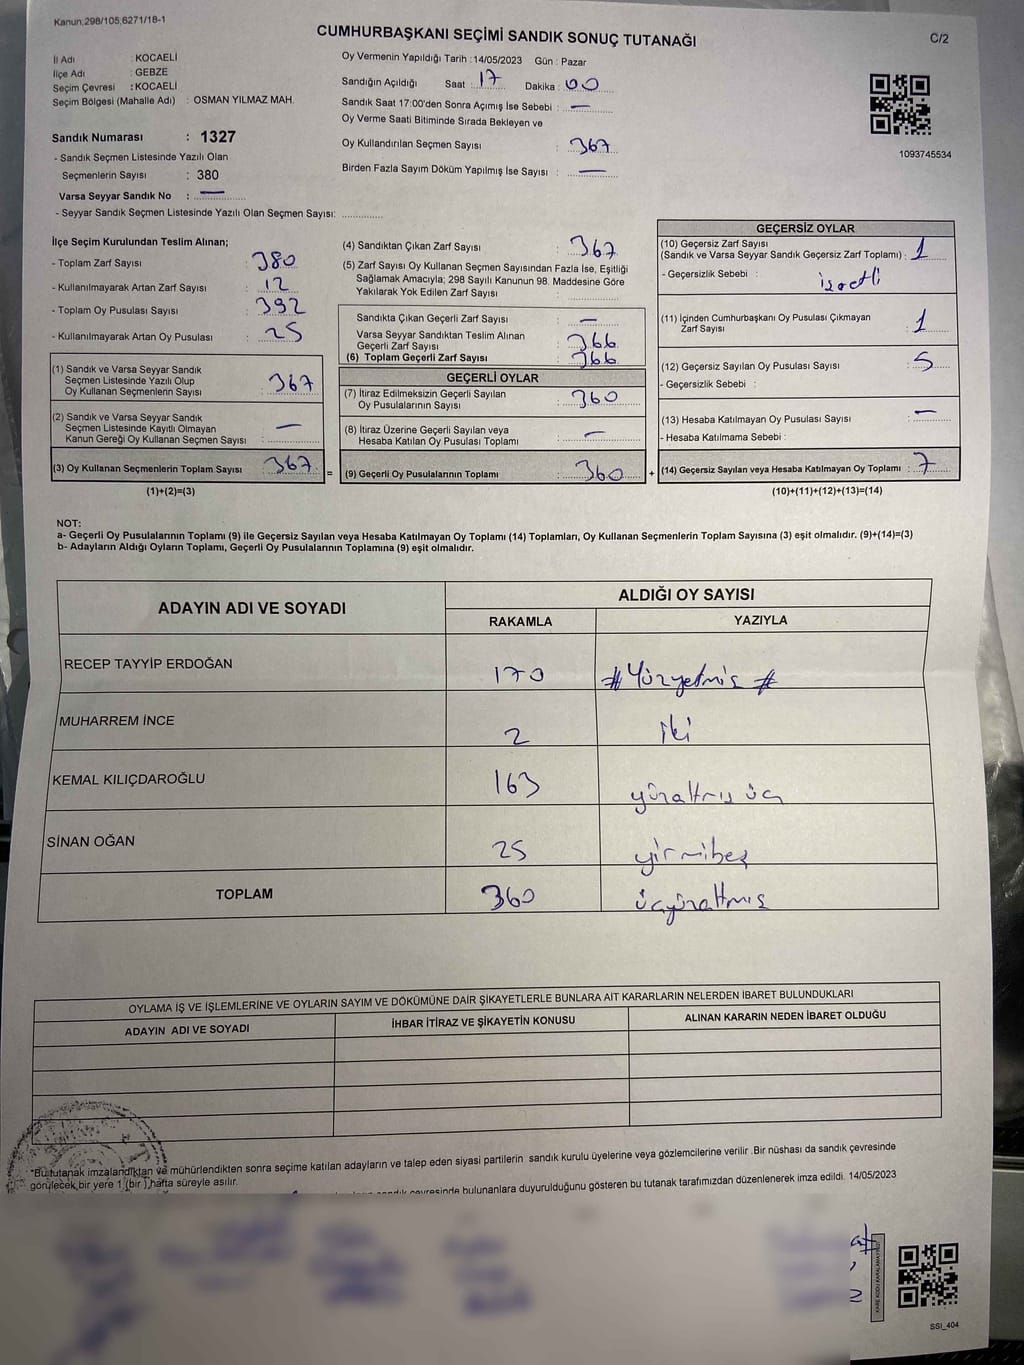 Kanun;298/105,6271/18-1
CUMHURBAŞKANI SEÇİMİ SANDIK SONUÇ TUTANAĞI
C/2
İl Adı : KOCAELİ
İlçe Adı : GEBZE
Seçim Çevresi : KOCAELİ
Seçim Bölgesi (Mahalle Adı) : OSMAN YILMAZ MAH.
Oy Vermenin Yapıldığı Tarih :14/05/2023 Gün : Pazar
Sandığın Açıldığı Saat : 17 Dakika : 00
Sandık Saat 17:00'den Sonra Açımış İse Sebebi : —
Oy Verme Saati Bitiminde Sırada Bekleyen ve
Oy Kullandırılan Seçmen Sayısı : 367
Birden Fazla Sayım Döküm Yapılmış İse Sayısı : —
1093745534
Sandık Numarası : 1327
- Sandık Seçmen Listesinde Yazılı Olan
Seçmenlerin Sayısı : 380
Varsa Seyyar Sandık No : —
- Seyyar Sandık Seçmen Listesinde Yazılı Olan Seçmen Sayısı:
İlçe Seçim Kurulundan Teslim Alınan;
- Toplam Zarf Sayısı : 380
- Kullanılmayarak Artan Zarf Sayısı : 12
- Toplam Oy Pusulası Sayısı : 392
- Kullanılmayarak Artan Oy Pusulası : 25
(1) Sandık ve Varsa Seyyar Sandık
Seçmen Listesinde Yazılı Olup
Oy Kullanan Seçmenlerin Sayısı : 367
(2) Sandık ve Varsa Seyyar Sandık
Seçmen Listesinde Kayıtlı Olmayan
Kanun Gereği Oy Kullanan Seçmen Sayısı : —
(3) Oy Kullanan Seçmenlerin Toplam Sayısı : 367 =
(1)+(2)=(3)
(4) Sandıktan Çıkan Zarf Sayısı : 367
(5) Zarf Sayısı Oy Kullanan Seçmen Sayısından Fazla İse, Eşitliği
Sağlamak Amacıyla; 298 Sayılı Kanunun 98. Maddesine Göre
Yakılarak Yok Edilen Zarf Sayısı :
Sandıkta Çıkan Geçerli Zarf Sayısı : —
Varsa Seyyar Sandıktan Teslim Alınan
Geçerli Zarf Sayısı : 366
(6) Toplam Geçerli Zarf Sayısı : 366
GEÇERLİ OYLAR
(7) İtiraz Edilmeksizin Geçerli Sayılan
Oy Pusulalarının Sayısı : 360
(8) İtiraz Üzerine Geçerli Sayılan veya
Hesaba Katılan Oy Pusulası Toplamı : —
(9) Geçerli Oy Pusulalarının Toplamı : 360 +
GEÇERSİZ OYLAR
(10) Geçersiz Zarf Sayısı
(Sandık ve Varsa Seyyar Sandık Geçersiz Zarf Toplamı) : 1
- Geçersizlik Sebebi : işaretli
(11) İçinden Cumhurbaşkanı Oy Pusulası Çıkmayan
Zarf Sayısı : 1
(12) Geçersiz Sayılan Oy Pusulası Sayısı : 5
- Geçersizlik Sebebi :
(13) Hesaba Katılmayan Oy Pusulası Sayısı : —
- Hesaba Katılmama Sebebi :
(14) Geçersiz Sayılan veya Hesaba Katılmayan Oy Toplamı : 7
(10)+(11)+(12)+(13)=(14)
NOT:
a- Geçerli Oy Pusulalarının Toplamı (9) ile Geçersiz Sayılan veya Hesaba Katılmayan Oy Toplamı (14) Toplamları, Oy Kullanan Seçmenlerin Toplam Sayısına (3) eşit olmalıdır. (9)+(14)=(3)
b- Adayların Aldığı Oyların Toplamı, Geçerli Oy Pusulalarının Toplamına (9) eşit olmalıdır.
ADAYIN ADI VE SOYADI
ALDIĞI OY SAYISI
RAKAMLA YAZIYLA
RECEP TAYYİP ERDOĞAN 170 # Yüzyetmiş #
MUHARREM İNCE 2 iki
KEMAL KILIÇDAROĞLU 163 yüzaltmış üç
SİNAN OĞAN 25 yirmibeş
TOPLAM 360 üçyüzaltmış
OYLAMA İŞ VE İŞLEMLERİNE VE OYLARIN SAYIM VE DÖKÜMÜNE DAİR ŞİKAYETLERLE BUNLARA AİT KARARLARIN NELERDEN İBARET BULUNDUKLARI
ADAYIN ADI VE SOYADI İHBAR İTİRAZ VE ŞİKAYETİN KONUSU ALINAN KARARIN NEDEN İBARET OLDUĞU
*Bu tutanak imzalandıktan ve mühürlendikten sonra seçime katılan adayların ve talep eden siyasi partilerin sandık kurulu üyelerine veya gözlemcilerine verilir .Bir nüshası da sandık çevresinde
görülecek bir yere 1 (bir ) hafta süreyle asılır.
sandık çevresinde bulunanlara duyurulduğunu gösteren bu tutanak tarafımızdan düzenlenerek imza edildi. 14/05/2023
SSI_404